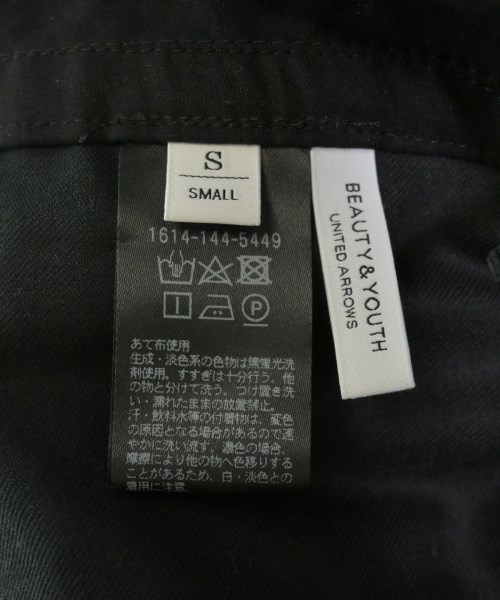 S
SMALL
1614-144-5449
あて布使用
生成・淡色系の色物は無蛍光洗
剤使用。すすぎは十分行う。他
の物と分けて洗う。つけ置き洗
い・濡れたままの放置禁止。
汗・飲料水等の付着物は、変色
の原因となる場合があるので速
やかに洗い流す。濃色の場合、
摩擦により他の物へ色移りする
ことがあるため、白・淡色との
着用に注意。
BEAUTY & YOUTH
UNITED ARROWS